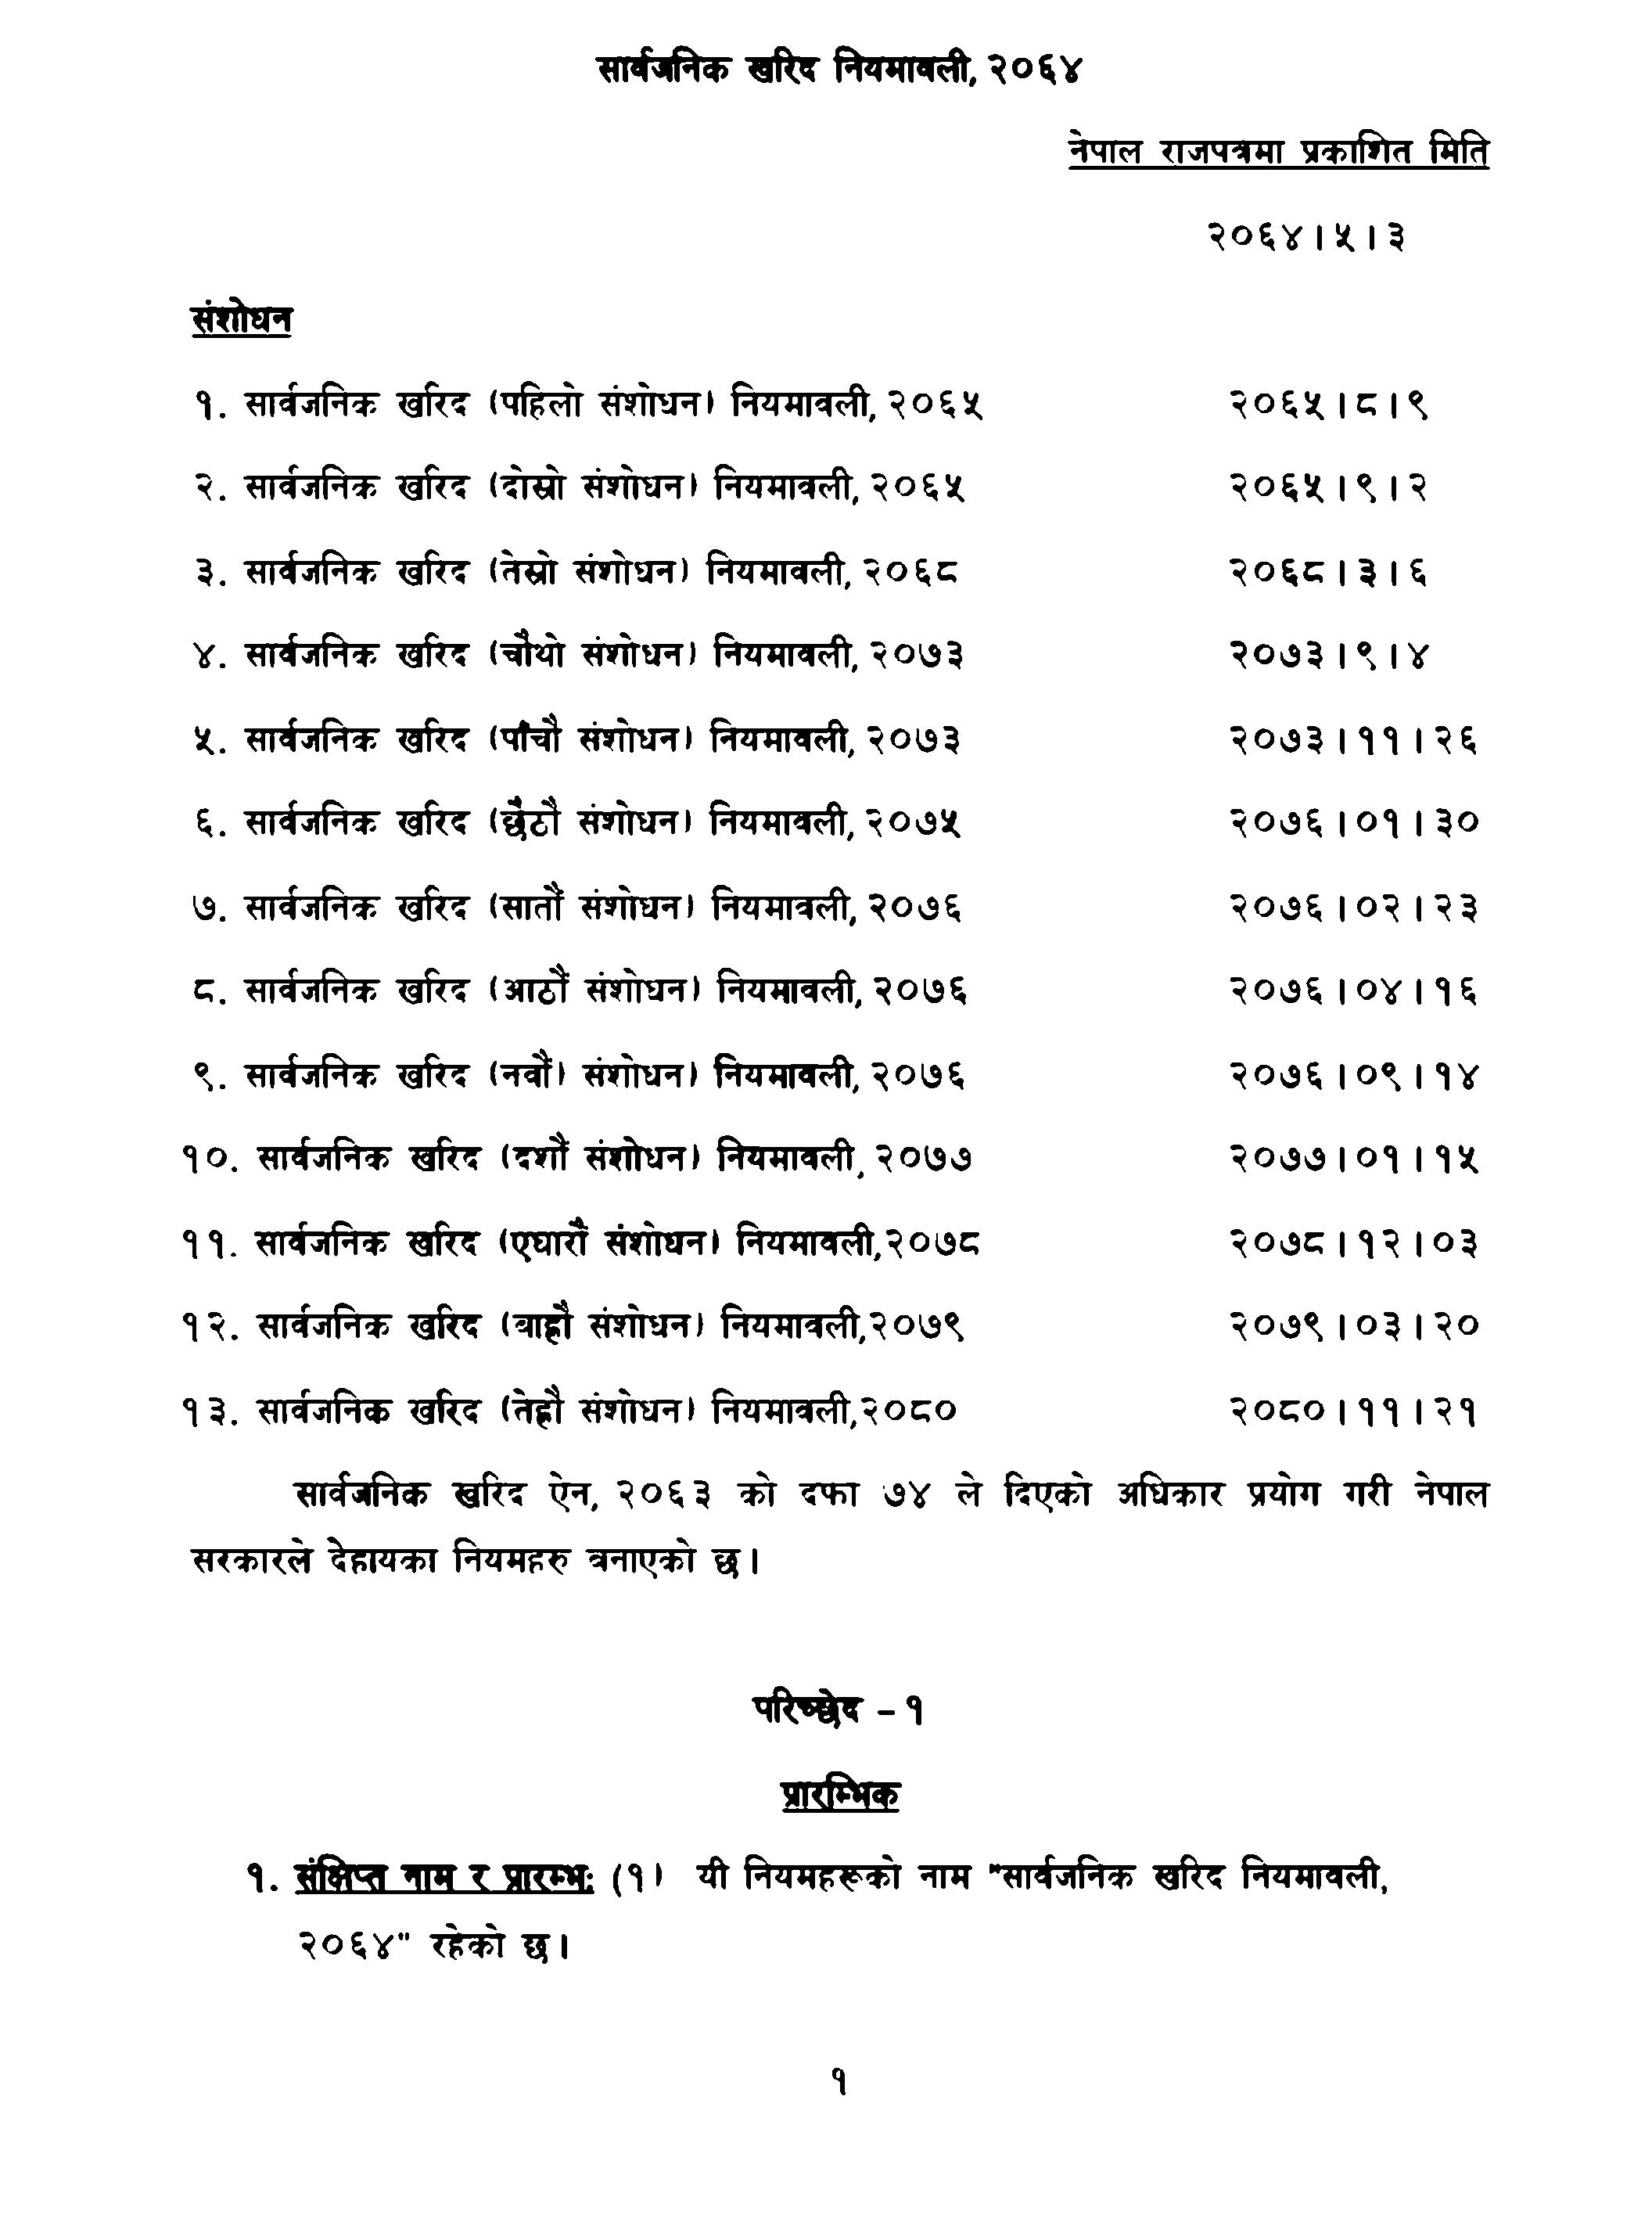 सार्वजनिक खरिद नियमावली, २०६४
नेपाल राजपत्रमा प्रकाशित मिति
२०६४।५।३
संशोधन
१. सार्वजनिक खरिद (पहिलो संशोधन) नियमावली, २०६५ २०६५।८।९
२. सार्वजनिक खरिद (दोस्रो संशोधन) नियमावली, २०६५ २०६५।९।२
३. सार्वजनिक खरिद (तेस्रो संशोधन) नियमावली, २०६८ २०६८।३।६
४. सार्वजनिक खरिद (चौथो संशोधन) नियमावली, २०७३ २०७३।९।४
५. सार्वजनिक खरिद (पाँचौ संशोधन) नियमावली, २०७३ २०७३।११।२६
६. सार्वजनिक खरिद (छैँठौ संशोधन) नियमावली, २०७५ २०७६।०१।३०
७. सार्वजनिक खरिद (सातौं संशोधन) नियमावली, २०७६ २०७६।०२।२३
८. सार्वजनिक खरिद (आठौं संशोधन) नियमावली, २०७६ २०७६।०४।१६
९. सार्वजनिक खरिद (नवौं) संशोधन) नियमावली, २०७६ २०७६।०९।१४
१०. सार्वजनिक खरिद (दशौं संशोधन) नियमावली, २०७७ २०७७।०१।१५
११. सार्वजनिक खरिद (एघारौं संशोधन) नियमावली,२०७८ २०७८।१२।०३
१२. सार्वजनिक खरिद (बाह्रौ संशोधन) नियमावली,२०७९ २०७९।०३।२०
१३. सार्वजनिक खरिद (तेह्रौ संशोधन) नियमावली,२०८० २०८०।११।२१
सार्वजनिक खरिद ऐन, २०६३ को दफा ७४ ले दिएको अधिकार प्रयोग गरी नेपाल
सरकारले देहायका नियमहरु बनाएको छ।
परिच्छेद – १
प्रारम्भिक
१. संक्षिप्त नाम र प्रारम्भः (१) यी नियमहरूको नाम "सार्वजनिक खरिद नियमावली,
२०६४" रहेको छ।
१